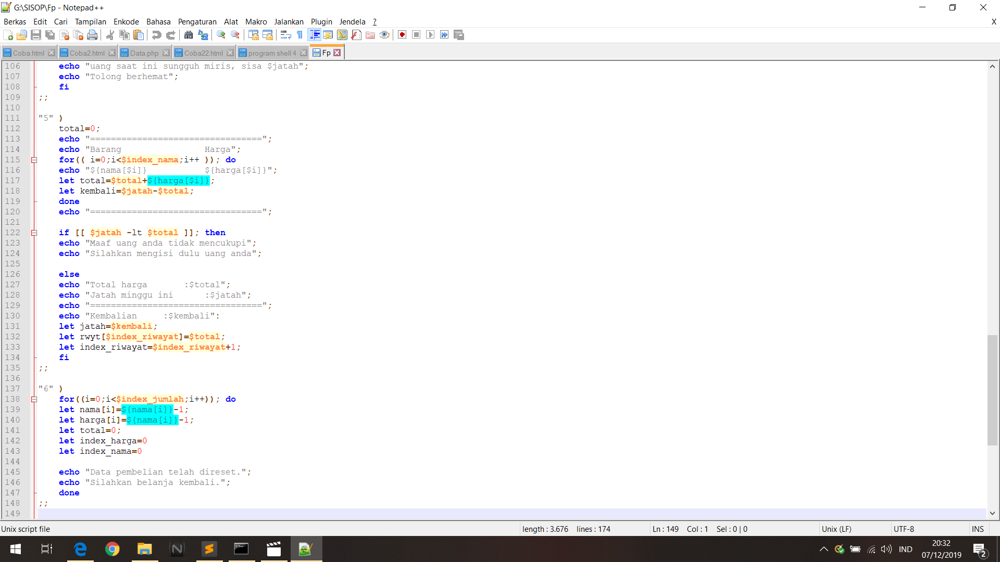 G:\SISOP\Fp - Notepad++
Berkas Edit Cari Tampilan Enkode Bahasa Pengaturan Alat Makro Jalankan Plugin Jendela ? X
Coba.html Coba2.html Data.php Coba22.html program shell 4 Fp
106 echo "uang saat ini sungguh miris, sisa $jatah";
107 echo "Tolong berhemat";
108 fi
109 ;;
110
111 "5" )
112 total=0;
113 echo "=================================";
114 echo "Barang                Harga";
115 for(( i=0;i<$index_nama;i++ )); do
116 echo "${nama[$i]}           ${harga[$i]}";
117 let total=$total+${harga[$i]};
118 let kembali=$jatah-$total;
119 done
120 echo "=================================";
121
122 if [[ $jatah -lt $total ]]; then
123 echo "Maaf uang anda tidak mencukupi";
124 echo "Silahkan mengisi dulu uang anda";
125
126 else
127 echo "Total harga       :$total";
128 echo "Jatah minggu ini      :$jatah";
129 echo "=================================";
130 echo "Kembalian     :$kembali":
131 let jatah=$kembali;
132 let rwyt[$index_riwayat]=$total;
133 let index_riwayat=$index_riwayat+1;
134 fi
135 ;;
136
137 "6" )
138 for((i=0;i<$index_jumlah;i++)); do
139 let nama[i]=${nama[i]}-1;
140 let harga[i]=${nama[i]}-1;
141 let total=0;
142 let index_harga=0
143 let index_nama=0
144
145 echo "Data pembelian telah direset.";
146 echo "Silahkan belanja kembali.";
147 done
148 ;;
149
Unix script file length : 3.676 lines : 174 Ln : 149 Col : 1 Sel : 0 | 0 Unix (LF) UTF-8 INS
IND 20:32
07/12/2019 2